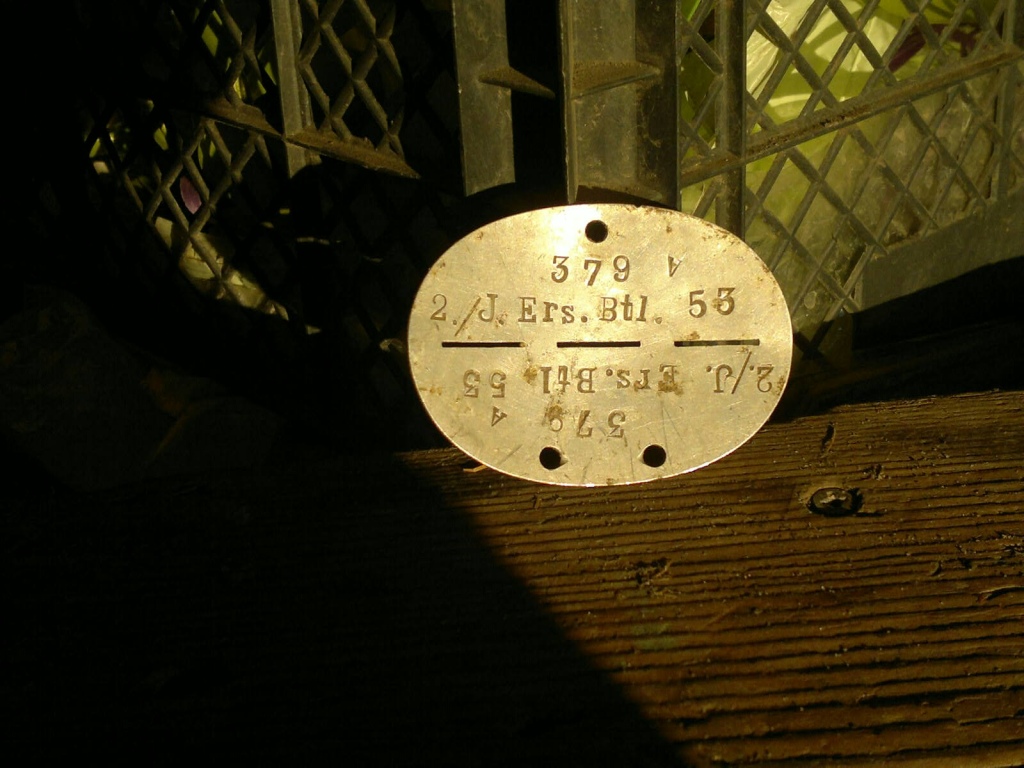 379 A
2./J. Ers. Btl. 53
2./J. Ers. Btl 53
379 A